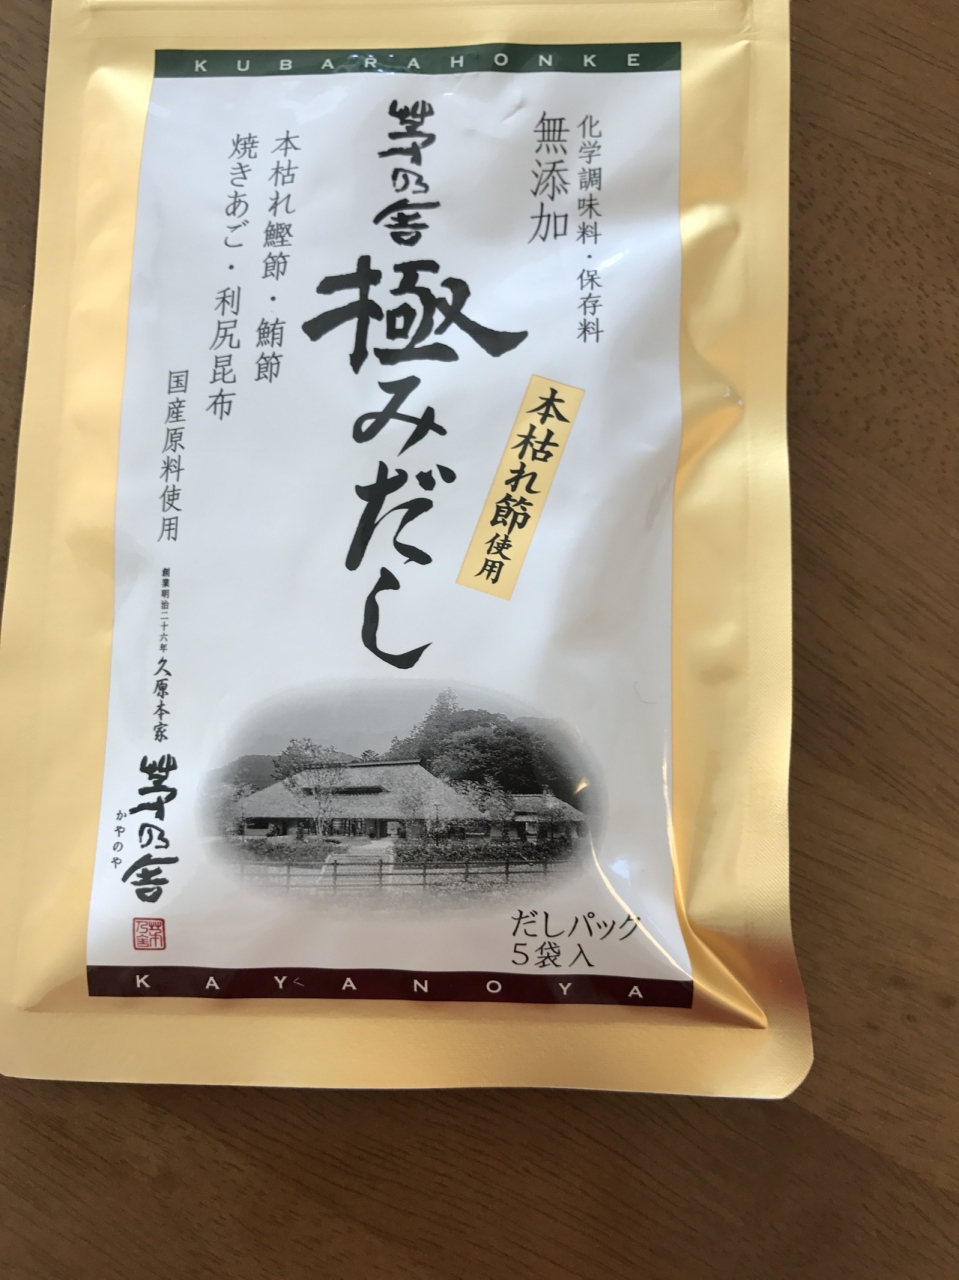 KUBARAHONKE
化学調味料・保存料
無添加
茅乃舎
極みだし
本枯れ節使用
本枯れ鰹節・鮪節
焼きあご・利尻昆布
国産原料使用
創業明治二十六年 久原本家
茅乃舎
かやのや
だしパック
5袋入
KAYANOYA